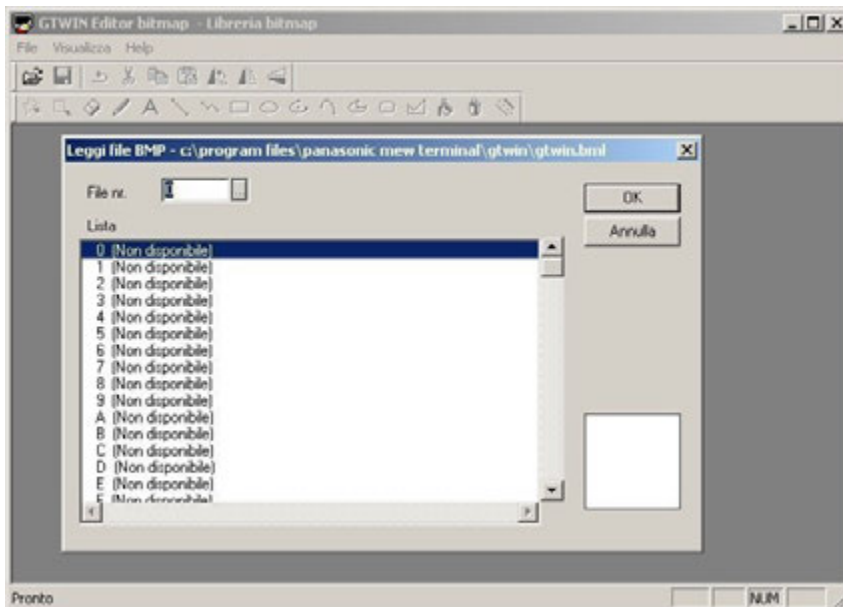 GTWIN Editor bitmap - Libreria bitmap
File Visualizza Help
A
Leggi file BMP - c:\program files\panasonic mew terminal\gtwin\gtwin.bml
File nr. 0 ...
OK
Lista
Annulla
0 (Non disponibile)
1 (Non disponibile)
2 (Non disponibile)
3 (Non disponibile)
4 (Non disponibile)
5 (Non disponibile)
6 (Non disponibile)
7 (Non disponibile)
8 (Non disponibile)
9 (Non disponibile)
A (Non disponibile)
B (Non disponibile)
C (Non disponibile)
D (Non disponibile)
E (Non disponibile)
F (Non disponibile)
Pronto NUM